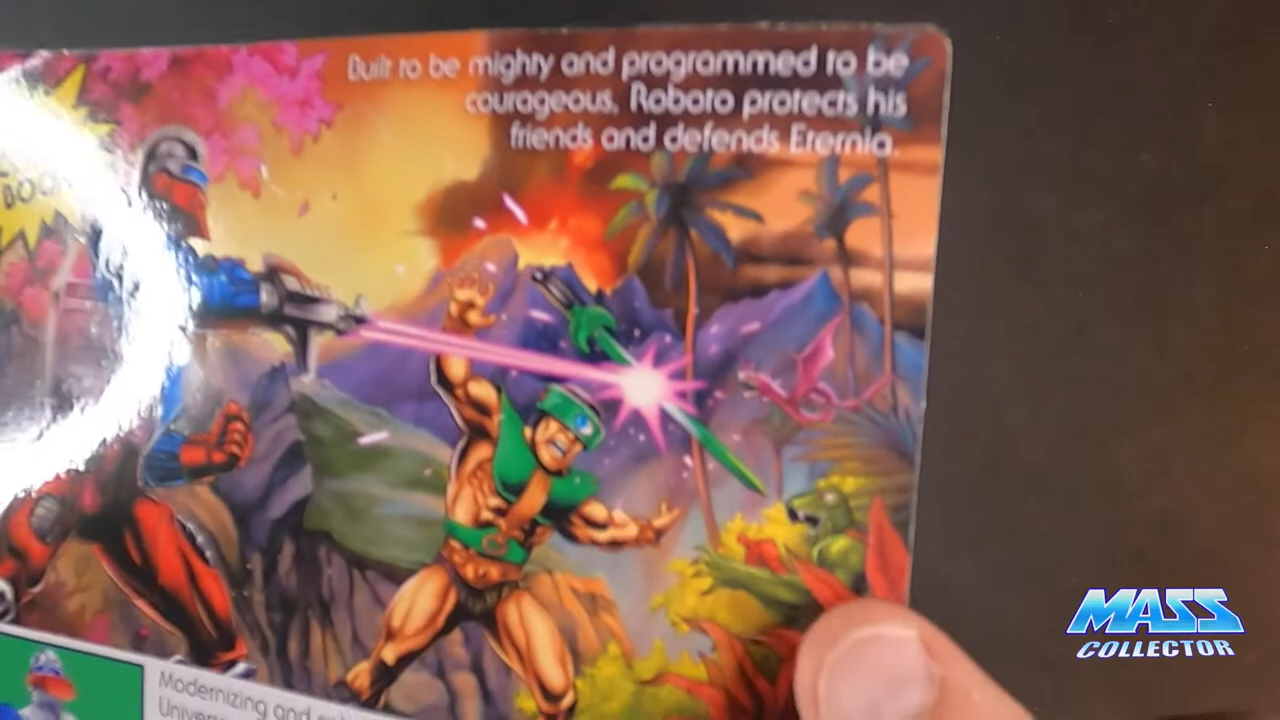 Built to be mighty and programmed to be
courageous, Roboto protects his
friends and defends Eternia.
BOO
Modernizing and
Univers
MASS
COLLECTOR